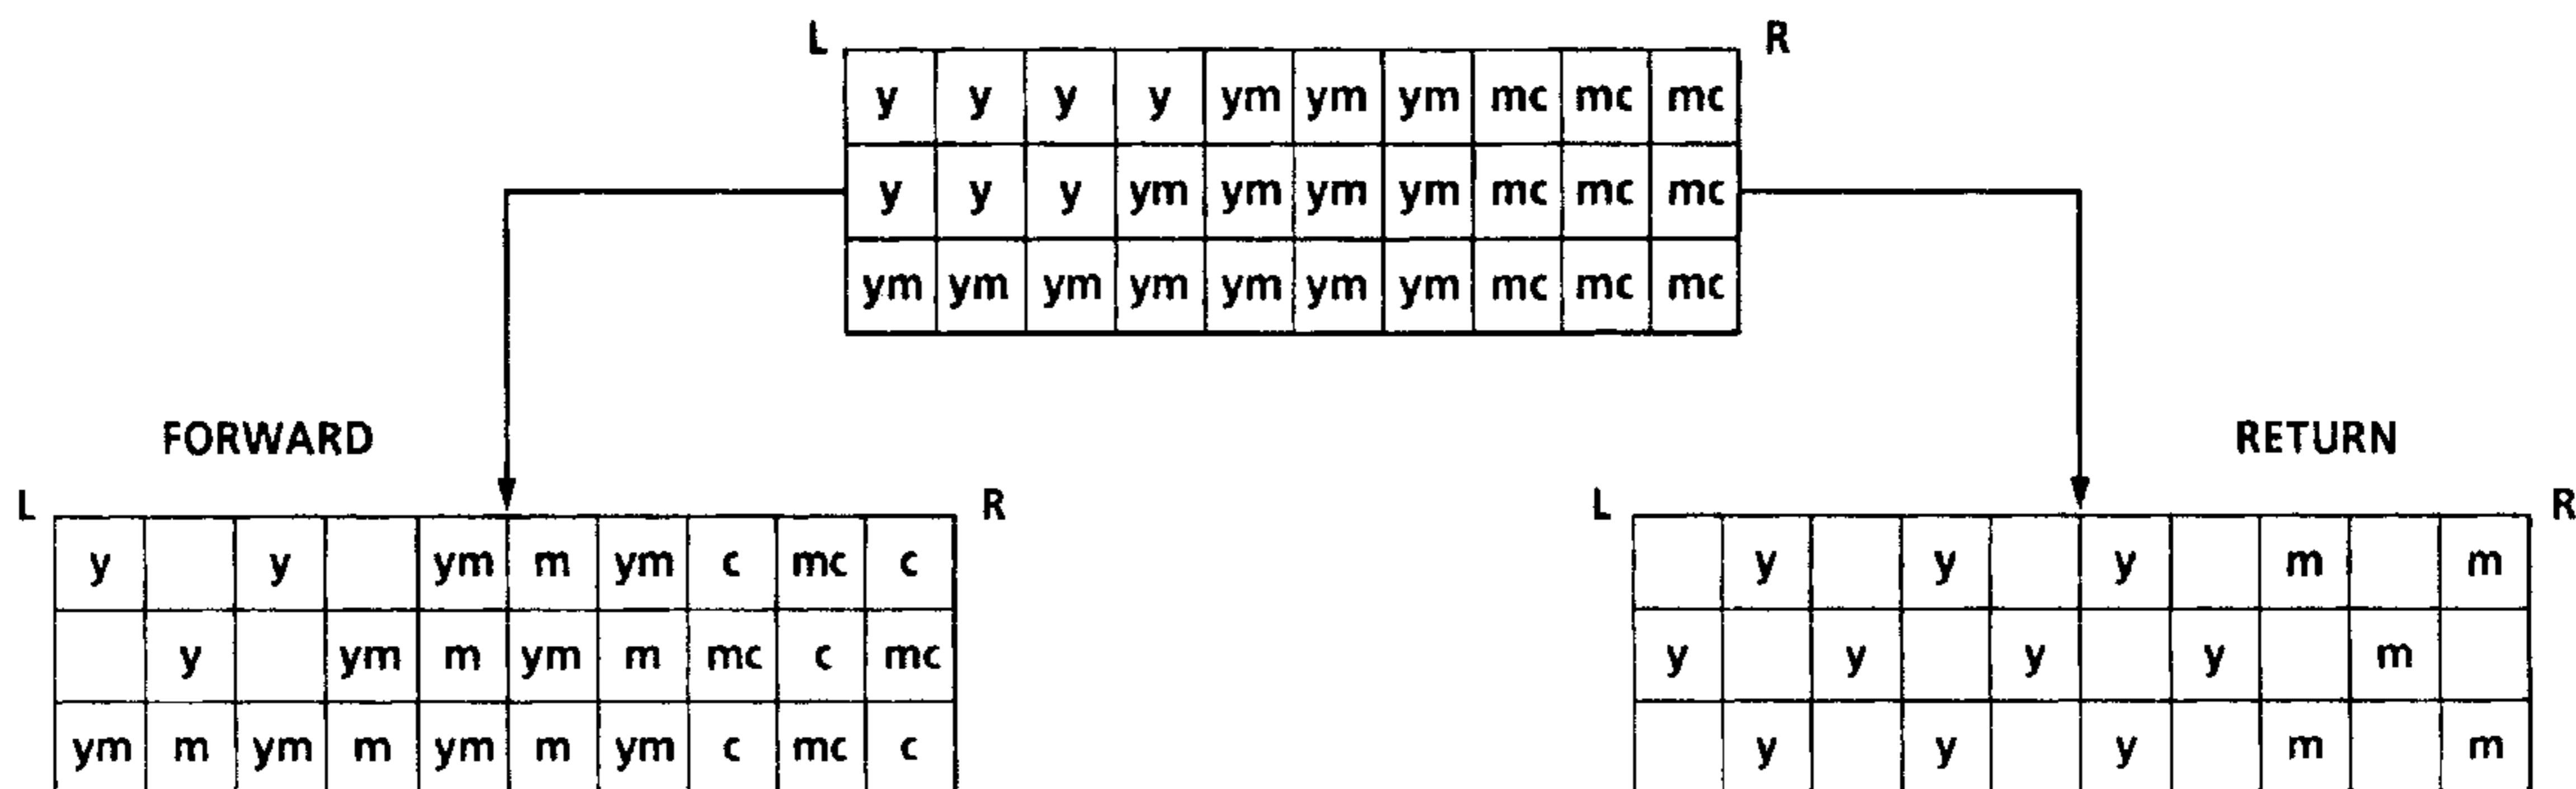 L R
y y y y ym ym ym mc mc mc
y y y ym ym ym ym mc mc mc
ym ym ym ym ym ym ym mc mc mc
FORWARD
L R
y y ym m ym c mc c
y ym m ym m mc c mc
ym m ym m ym m ym c mc c
RETURN
L R
y y y m m
y y y y m
y y y m m